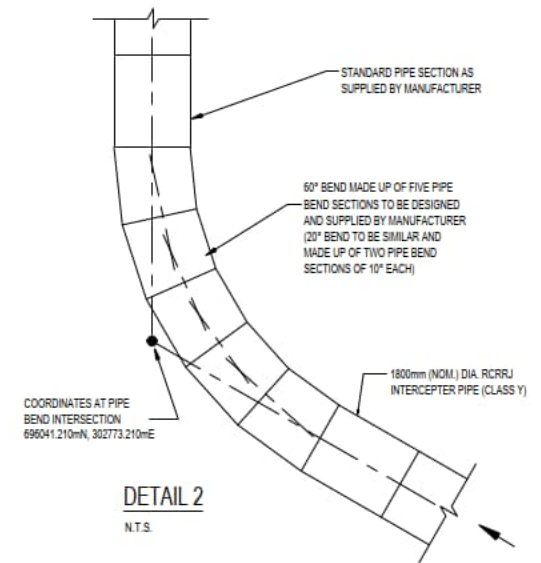 STANDARD PIPE SECTION AS
SUPPLIED BY MANUFACTURER
60° BEND MADE UP OF FIVE PIPE
BEND SECTIONS TO BE DESIGNED
AND SUPPLIED BY MANUFACTURER
(20° BEND TO BE SIMILAR AND
MADE UP OF TWO PIPE BEND
SECTIONS OF 10° EACH)
1800mm (NOM.) DIA. RCRRJ
INTERCEPTER PIPE (CLASS Y)
COORDINATES AT PIPE
BEND INTERSECTION
696041.210mN, 302773.210mE
DETAIL 2
N.T.S.